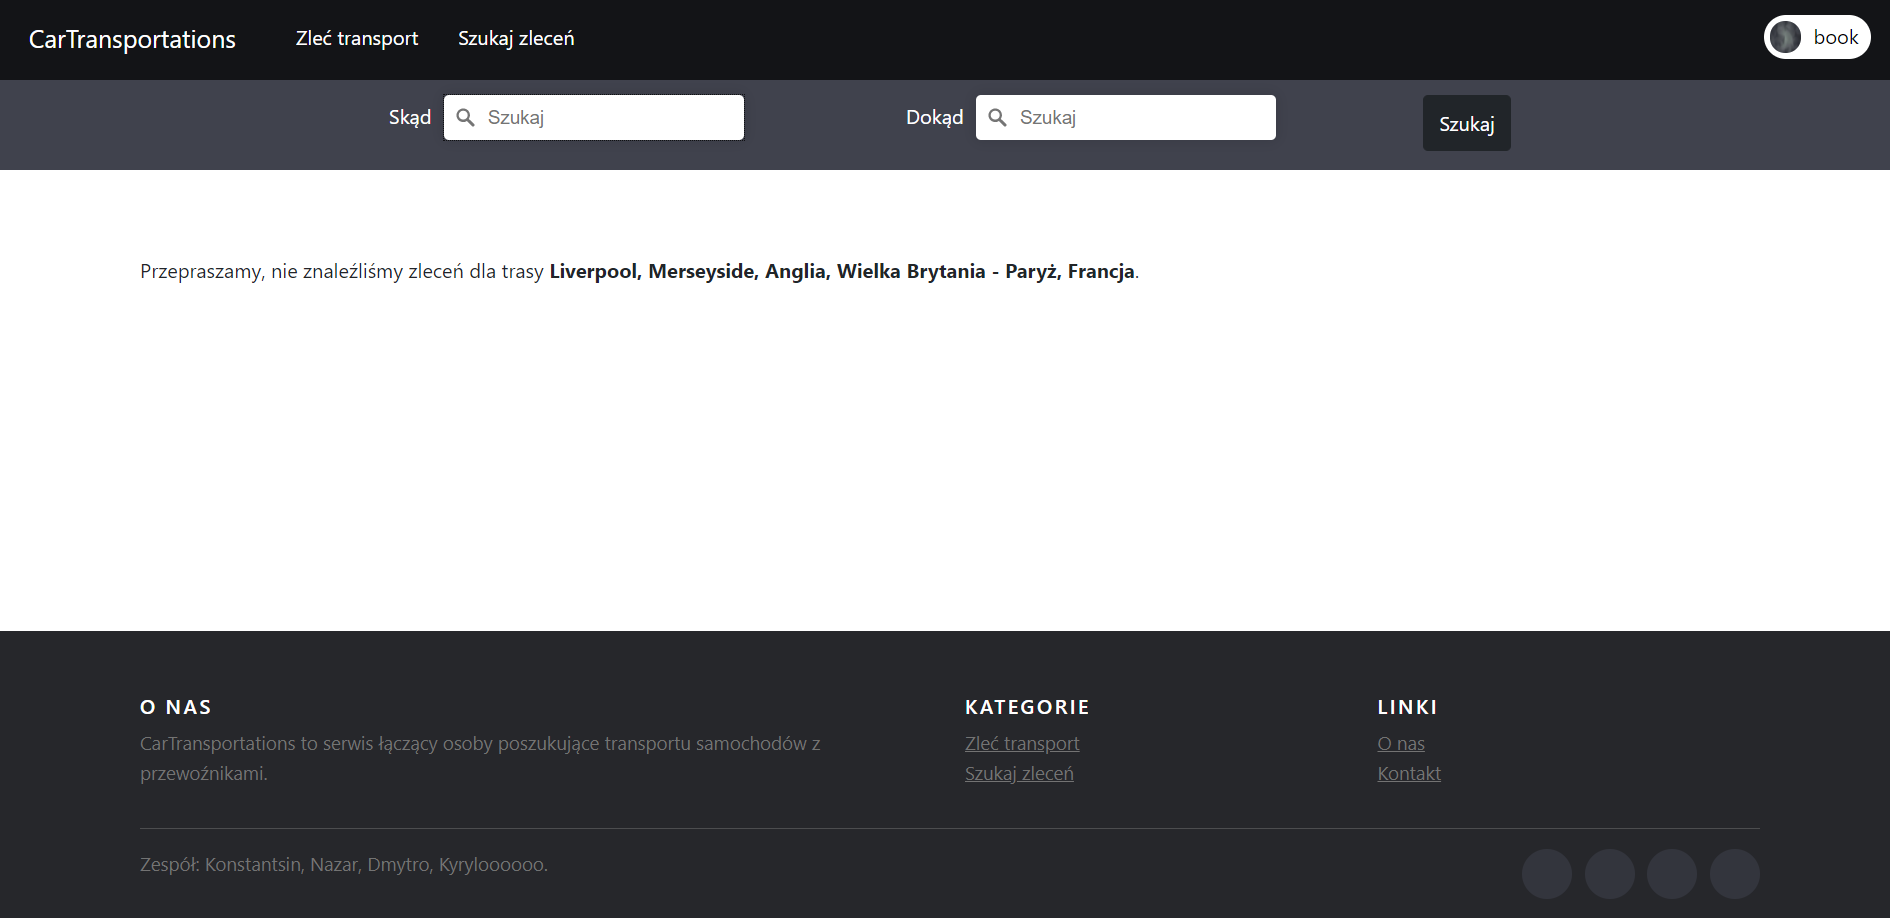 CarTransportations Zleć transport Szukaj zleceń book
Skąd Szukaj Dokąd Szukaj Szukaj
Przepraszamy, nie znaleźliśmy zleceń dla trasy Liverpool, Merseyside, Anglia, Wielka Brytania - Paryż, Francja.
O NAS
CarTransportations to serwis łączący osoby poszukujące transportu samochodów z
przewoźnikami.
KATEGORIE
Zleć transport
Szukaj zleceń
LINKI
O nas
Kontakt
Zespół: Konstantsin, Nazar, Dmytro, Kyryloooooo.